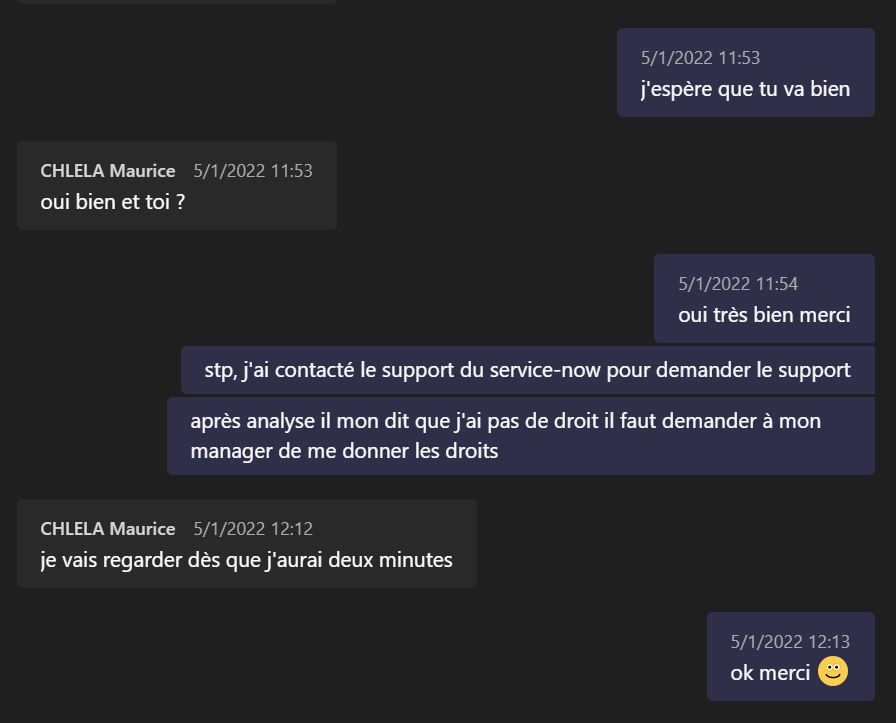 5/1/2022 11:53
j'espère que tu va bien
CHLELA Maurice 5/1/2022 11:53
oui bien et toi ?
5/1/2022 11:54
oui très bien merci
stp, j'ai contacté le support du service-now pour demander le support
après analyse il mon dit que j'ai pas de droit il faut demander à mon
manager de me donner les droits
CHLELA Maurice 5/1/2022 12:12
je vais regarder dès que j'aurai deux minutes
5/1/2022 12:13
ok merci 🙂